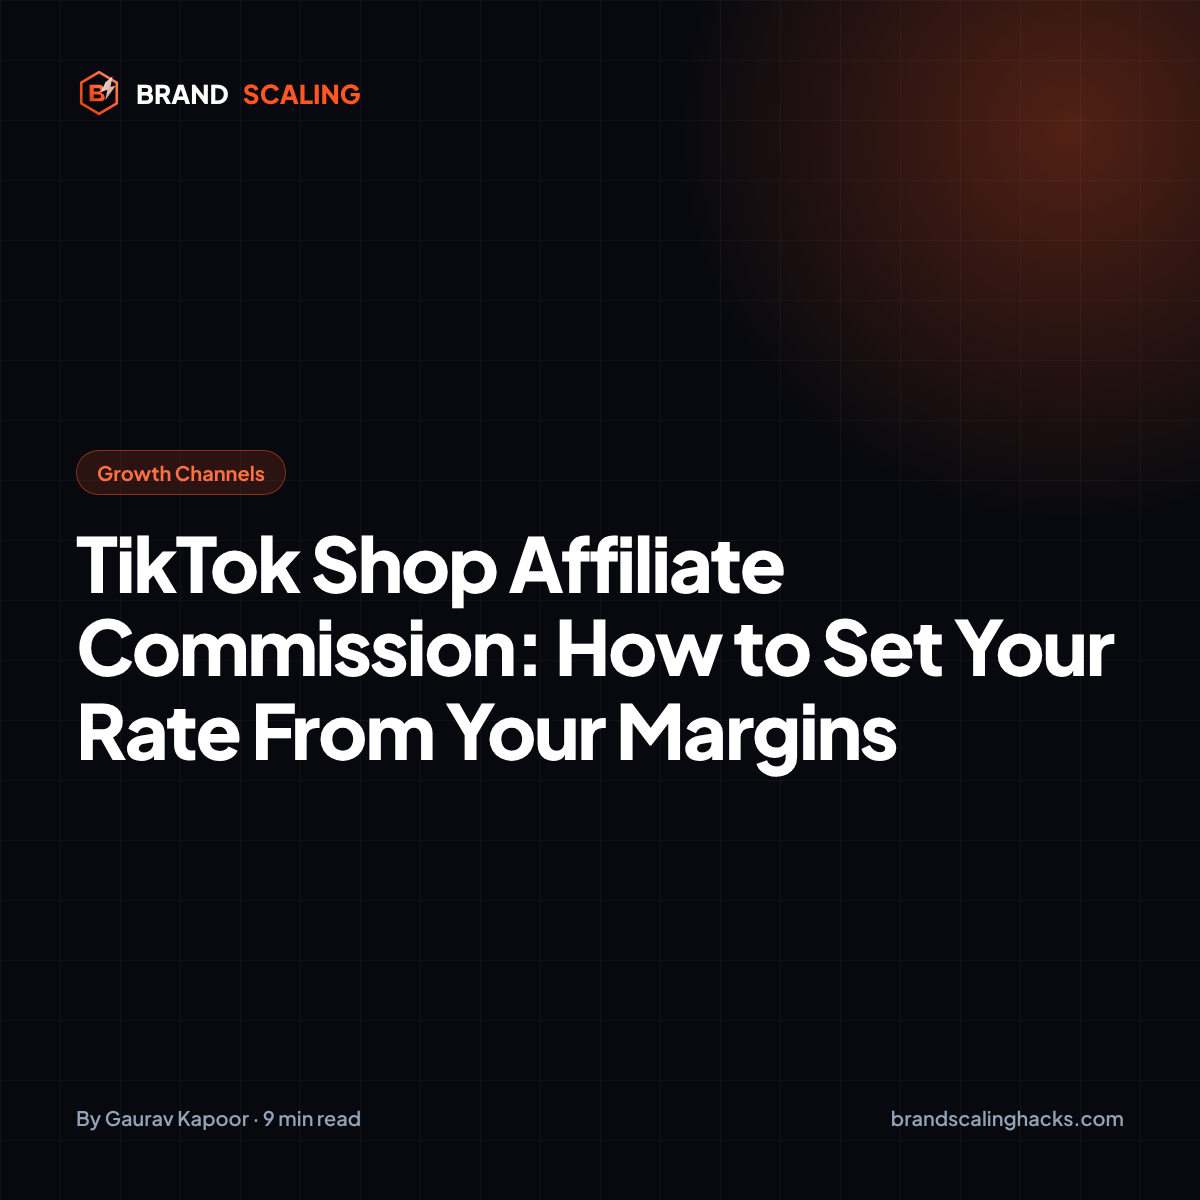 BRAND SCALING
Growth Channels
TikTok Shop Affiliate
Commission: How to Set Your
Rate From Your Margins
By Gaurav Kapoor · 9 min read
brandscalinghacks.com